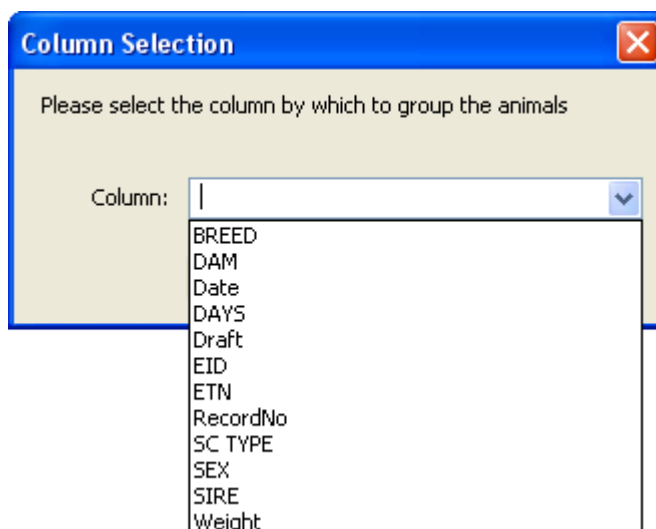 Column Selection
Please select the column by which to group the animals
Column:
BREED
DAM
Date
DAYS
Draft
EID
ETN
RecordNo
SC TYPE
SEX
SIRE
Weight